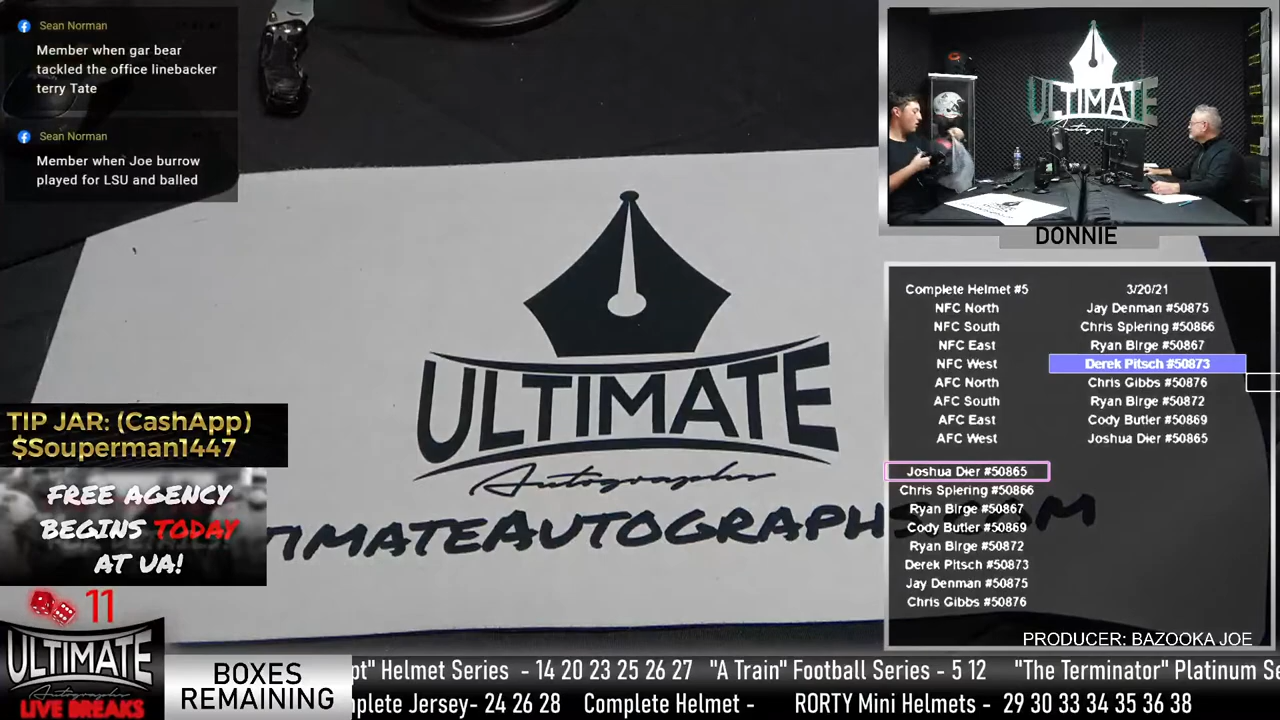 Sean Norman
Member when gar bear
tackled the office linebacker
terry Tate
Sean Norman
Member when Joe burrow
played for LSU and balled
ULTIMATE
Autographs
TIMATEAUTOGRAPHS.COM
ULTIMATE
Autographs
DONNIE
Complete Helmet #5 3/20/21
NFC North Jay Denman #50875
NFC South Chris Spiering #50866
NFC East Ryan Birge #50867
NFC West Derek Pitsch #50873
AFC North Chris Gibbs #50876
AFC South Ryan Birge #50872
AFC East Cody Butler #50869
AFC West Joshua Dier #50865
Joshua Dier #50865
Chris Spiering #50866
Ryan Birge #50867
Cody Butler #50869
Ryan Birge #50872
Derek Pitsch #50873
Jay Denman #50875
Chris Gibbs #50876
PRODUCER: BAZOOKA JOE
TIP JAR: (CashApp)
$Souperman1447
FREE AGENCY
BEGINS TODAY
AT UA!
11
ULTIMATE
Autographs
LIVE BREAKS
BOXES
REMAINING
pt" Helmet Series - 14 20 23 25 26 27 "A Train" Football Series - 5 12 "The Terminator" Platinum Se
plete Jersey- 24 26 28 Complete Helmet - RORTY Mini Helmets - 29 30 33 34 35 36 38